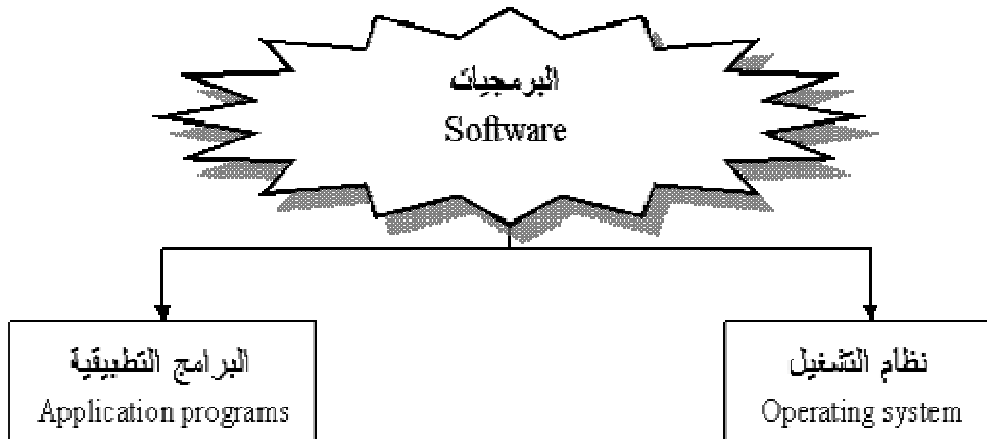 البرمجيات
Software
نظام التشغيل
Operating system
البرامج التطبيقية
Application programs